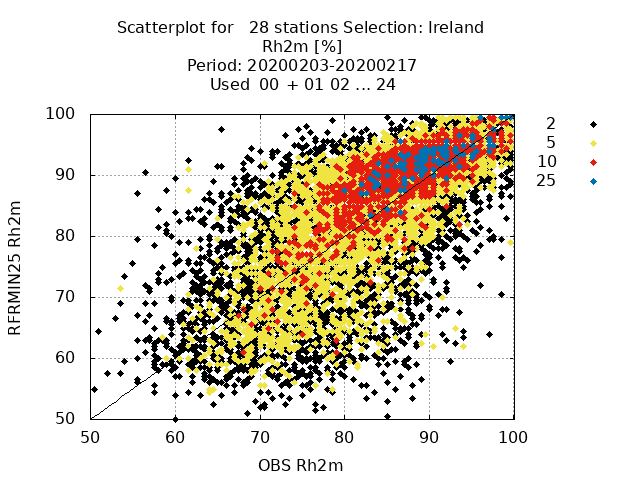 Scatterplot for   28 stations Selection: Ireland
Rh2m [%]
Period: 20200203-20200217
Used  00 + 01 02 ... 24
2
5
10
25
RFRMIN25 Rh2m
100
90
80
70
60
50
50 60 70 80 90 100
OBS Rh2m